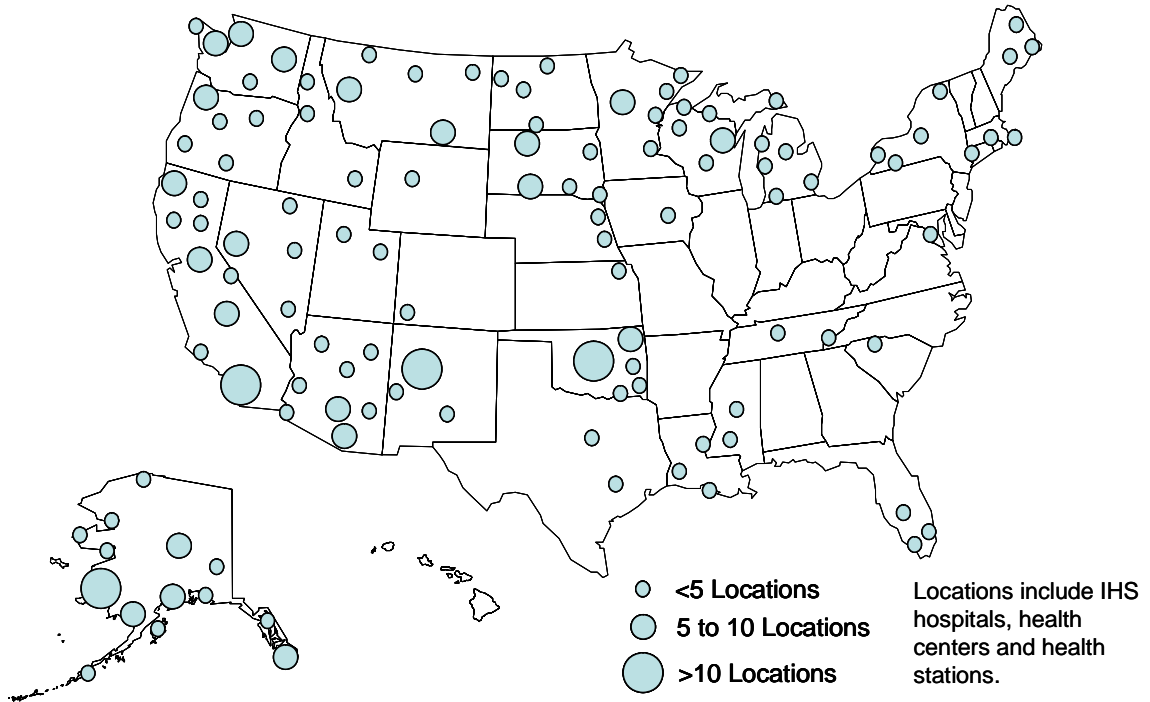 <5 Locations
5 to 10 Locations
>10 Locations
Locations include IHS
hospitals, health
centers and health
stations.